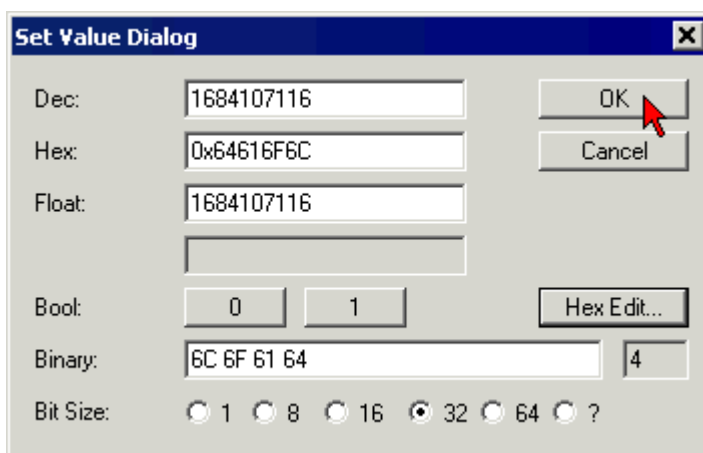 Set Value Dialog
Dec: 1684107116 OK
Hex: 0x64616F6C Cancel
Float: 1684107116
Bool: 0 1 Hex Edit...
Binary: 6C 6F 61 64 4
Bit Size: 1 8 16 32 64 ?